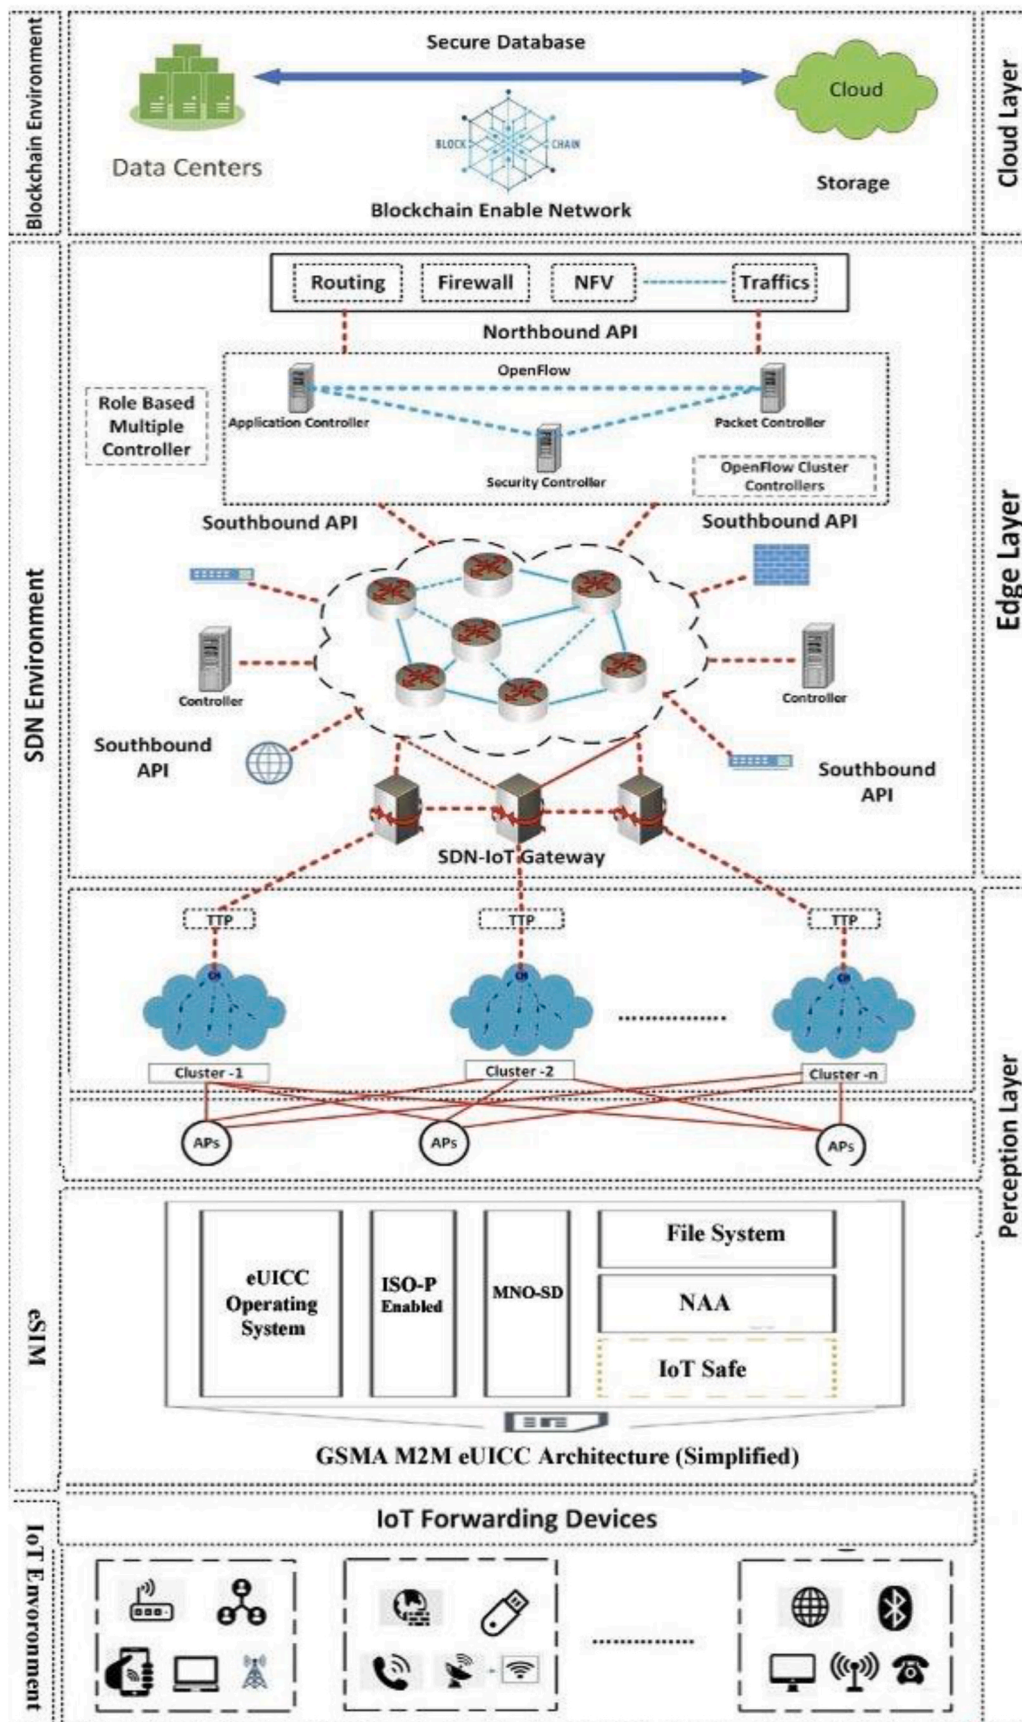 Blockchain Environment
Cloud Layer
Secure Database
Cloud
BLOCK
CHAIN
Data Centers
Storage
Blockchain Enable Network
SDN Environment
Edge Layer
Routing
Firewall
NFV
Traffics
Northbound API
OpenFlow
Role Based
Multiple
Controller
Application Controller
Packet Controller
Security Controller
OpenFlow Cluster
Controllers
Southbound API
Southbound API
Controller
Controller
Southbound
API
Southbound
API
SDN-IoT Gateway
Perception Layer
TTP
TTP
TTP
CH
CH
CH
Cluster -1
Cluster -2
Cluster -n
APs
APs
APs
eSIM
eUICC
Operating
System
ISO-P
Enabled
MNO-SD
File System
NAA
IoT Safe
GSMA M2M eUICC Architecture (Simplified)
IoT Envoronment
IoT Forwarding Devices